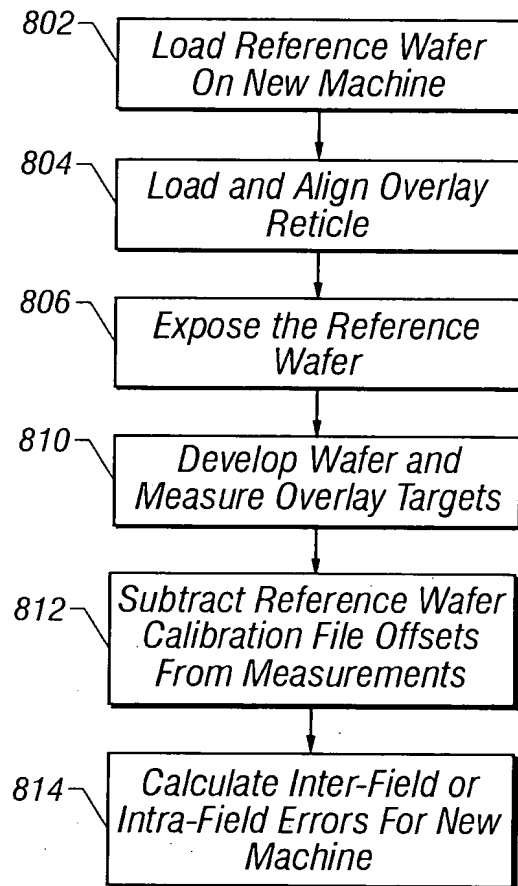 802
Load Reference Wafer
On New Machine
804
Load and Align Overlay
Reticle
806
Expose the Reference
Wafer
810
Develop Wafer and
Measure Overlay Targets
812
Subtract Reference Wafer
Calibration File Offsets
From Measurements
814
Calculate Inter-Field or
Intra-Field Errors For New
Machine